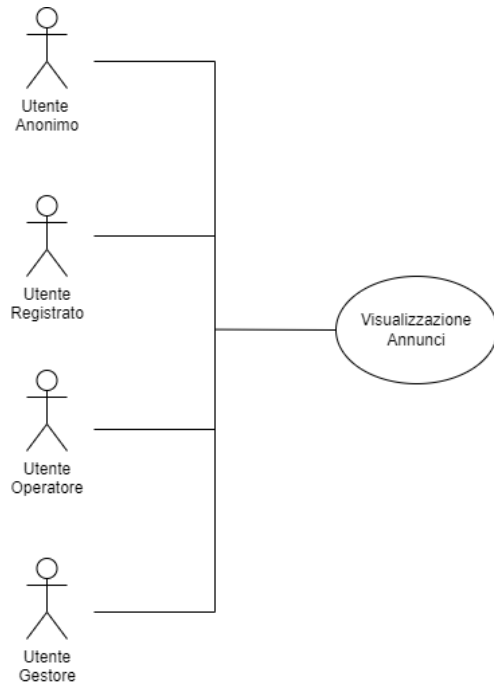 Utente
Anonimo
Utente
Registrato
Visualizzazione
Annunci
Utente
Operatore
Utente
Gestore